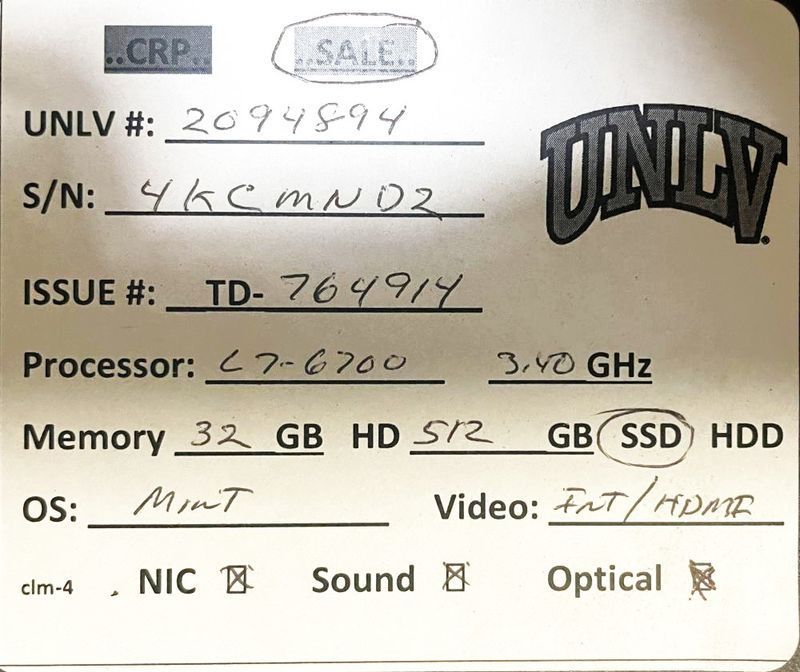 ..CRP.. ..SALE..
UNLV #: 2094894
UNLV®
S/N: 4KCMND2
ISSUE #: TD-764914
Processor: i7-6700 3.40 GHz
Memory 32 GB HD 512 GB SSD HDD
OS: MINT Video: INT/HDMI
clm-4 . NIC ☒ Sound ☒ Optical ☒